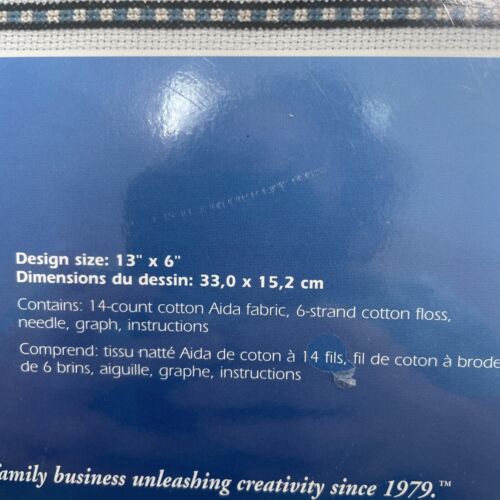 Design size: 13" x 6"
Dimensions du dessin: 33,0 x 15,2 cm
Contains: 14-count cotton Aida fabric, 6-strand cotton floss,
needle, graph, instructions
Comprend: tissu natté Aida de coton à 14 fils, fil de coton à brode
de 6 brins, aiguille, graphe, instructions
family business unleashing creativity since 1979.™